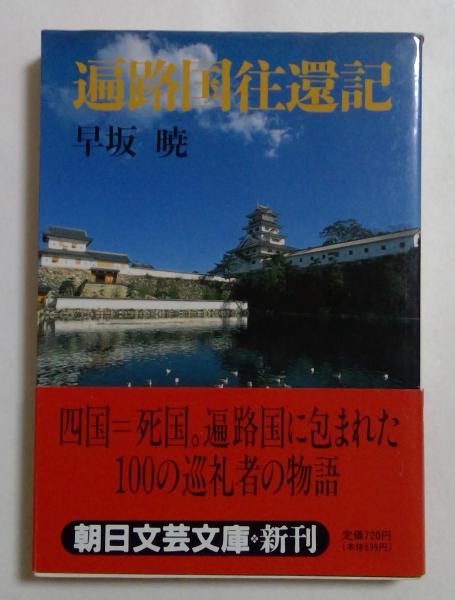 遍路国往還記
早坂 暁
四国=死国。遍路国に包まれた
100の巡礼者の物語
朝日文芸文庫❖新刊
定価720円
(本体699円)